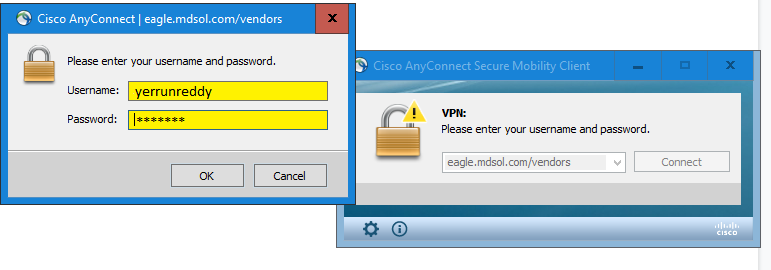 Cisco AnyConnect | eagle.mdsol.com/vendors
Please enter your username and password.
Username: yerrunreddy
Password: *******
OK Cancel
Cisco AnyConnect Secure Mobility Client
VPN:
Please enter your username and password.
eagle.mdsol.com/vendors Connect
CISCO